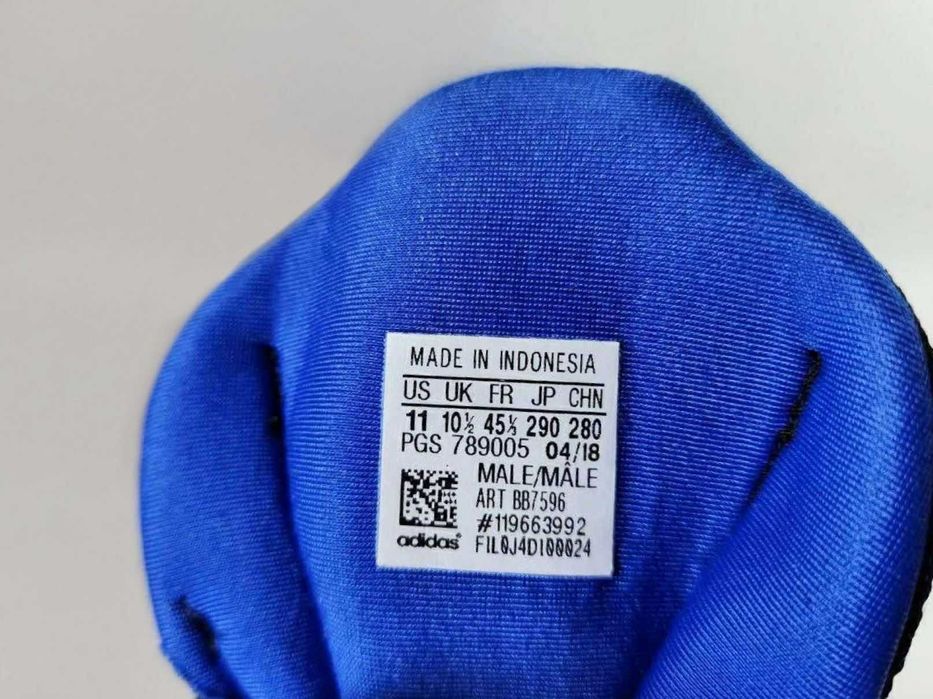 MADE IN INDONESIA
US UK FR JP CHN
11 10½ 45⅓ 290 280
PGS 789005 04/18
MALE/MÂLE
ART BB7596
#119663992
adidas® FIL0J4D100024